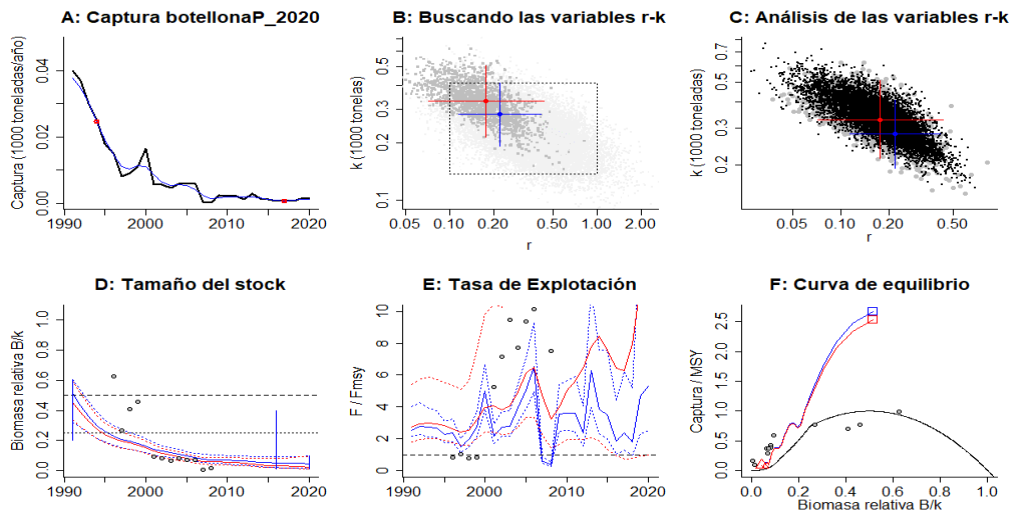 A: Captura botellonaP_2020
Captura (1000 toneladas/año)
0.04
0.02
0.00
1990 2000 2010 2020
B: Buscando las variables r-k
k (1000 tonelas)
0.5
0.3
0.2
0.1
0.05 0.10 0.20 0.50 1.00 2.00
r
C: Análisis de las variables r-k
k (1000 toneladas)
0.7
0.5
0.3
0.2
0.05 0.10 0.20 0.50
r
D: Tamaño del stock
Biomasa relativa B/k
1.0
0.8
0.6
0.4
0.2
0.0
1990 2000 2010 2020
E: Tasa de Explotación
F / Fmsy
10
8
6
4
2
0
1990 2000 2010 2020
F: Curva de equilibrio
Captura / MSY
2.5
2.0
1.5
1.0
0.5
0.0
0.0 0.2 0.4 0.6 0.8 1.0
Biomasa relativa B/k